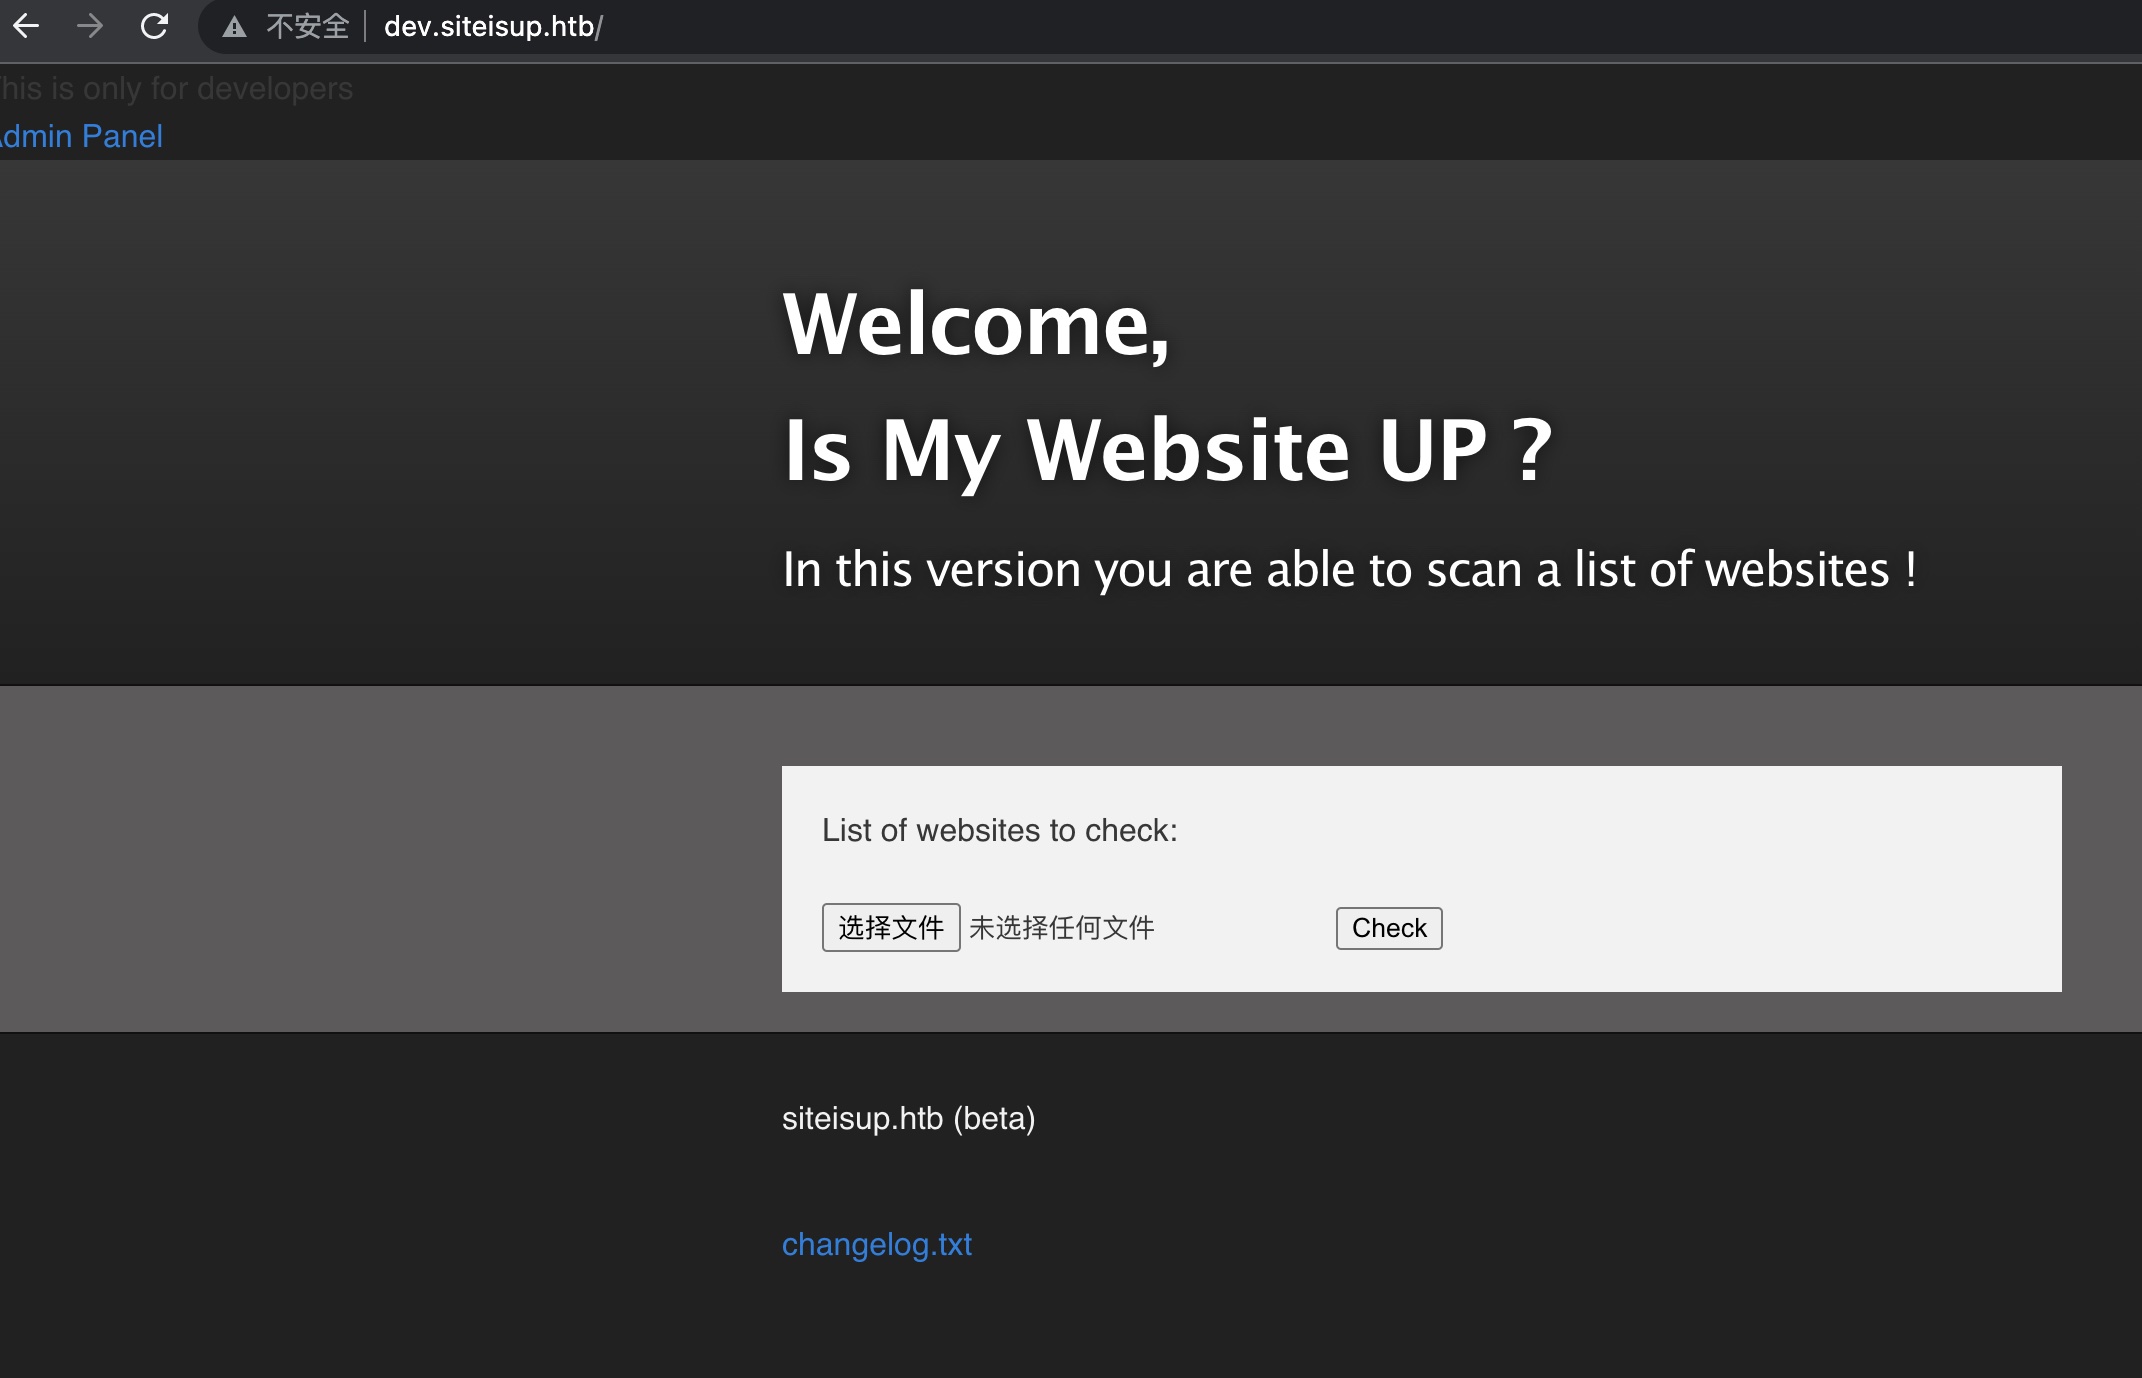 不安全 dev.siteisup.htb/
his is only for developers
dmin Panel
Welcome,
Is My Website UP ?
In this version you are able to scan a list of websites !
List of websites to check:
选择文件 未选择任何文件 Check
siteisup.htb (beta)
changelog.txt